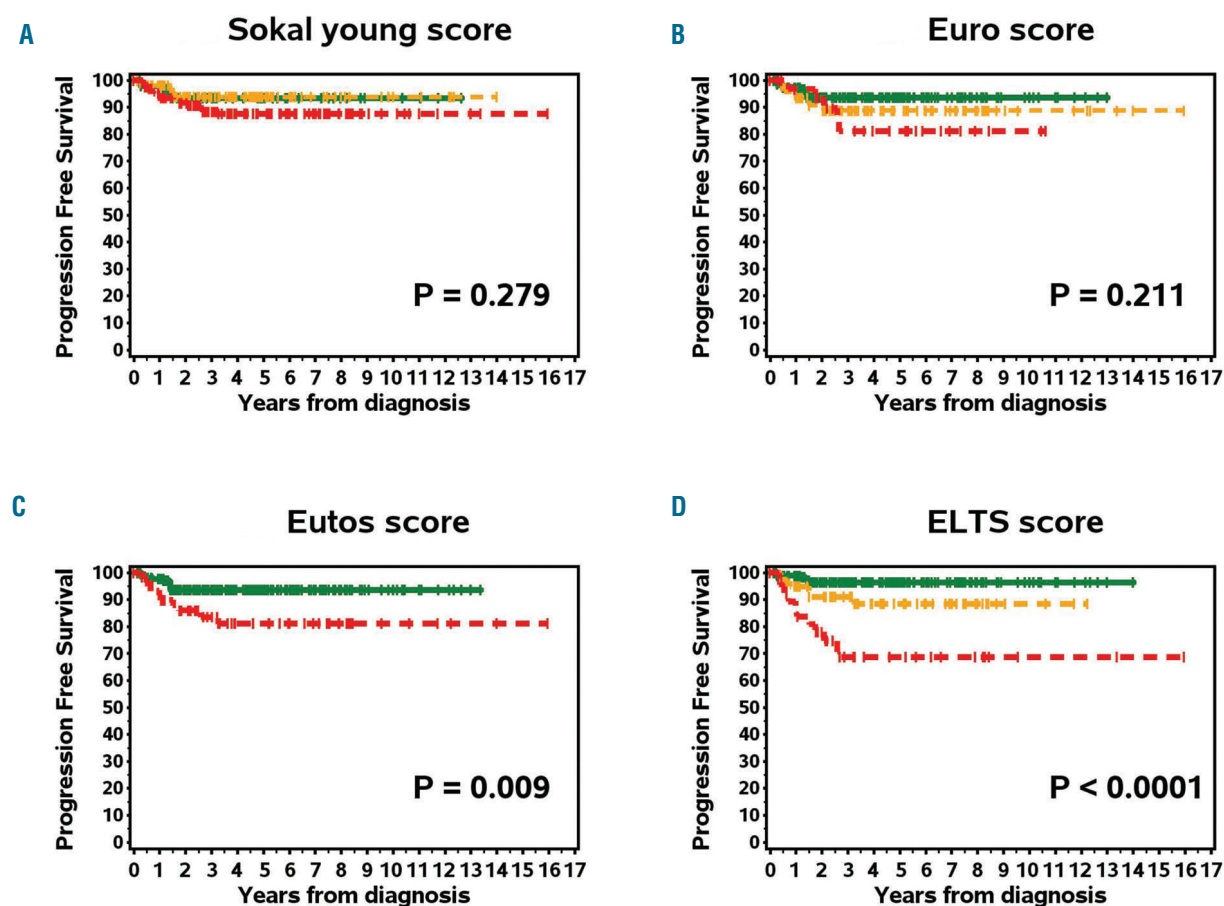 A
Sokal young score
Progression Free Survival
100
90
80
70
60
50
40
30
20
10
0
P = 0.279
0 1 2 3 4 5 6 7 8 9 10 11 12 13 14 15 16 17
Years from diagnosis
B
Euro score
Progression Free Survival
100
90
80
70
60
50
40
30
20
10
0
P = 0.211
0 1 2 3 4 5 6 7 8 9 10 11 12 13 14 15 16 17
Years from diagnosis
C
Eutos score
Progression Free Survival
100
90
80
70
60
50
40
30
20
10
0
P = 0.009
0 1 2 3 4 5 6 7 8 9 10 11 12 13 14 15 16 17
Years from diagnosis
D
ELTS score
Progression Free Survival
100
90
80
70
60
50
40
30
20
10
0
P < 0.0001
0 1 2 3 4 5 6 7 8 9 10 11 12 13 14 15 16 17
Years from diagnosis